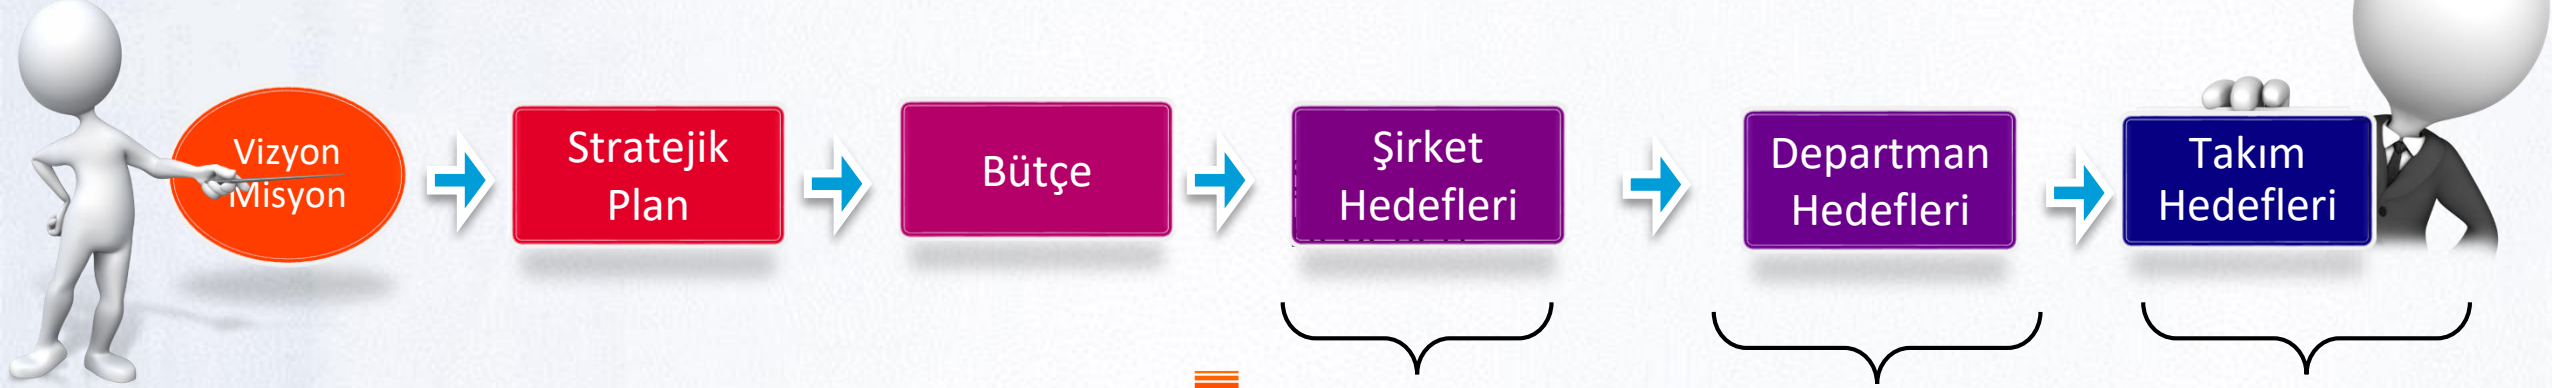 Vizyon
Misyon
Stratejik
Plan
Bütçe
Şirket
Hedefleri
Departman
Hedefleri
Takım
Hedefleri